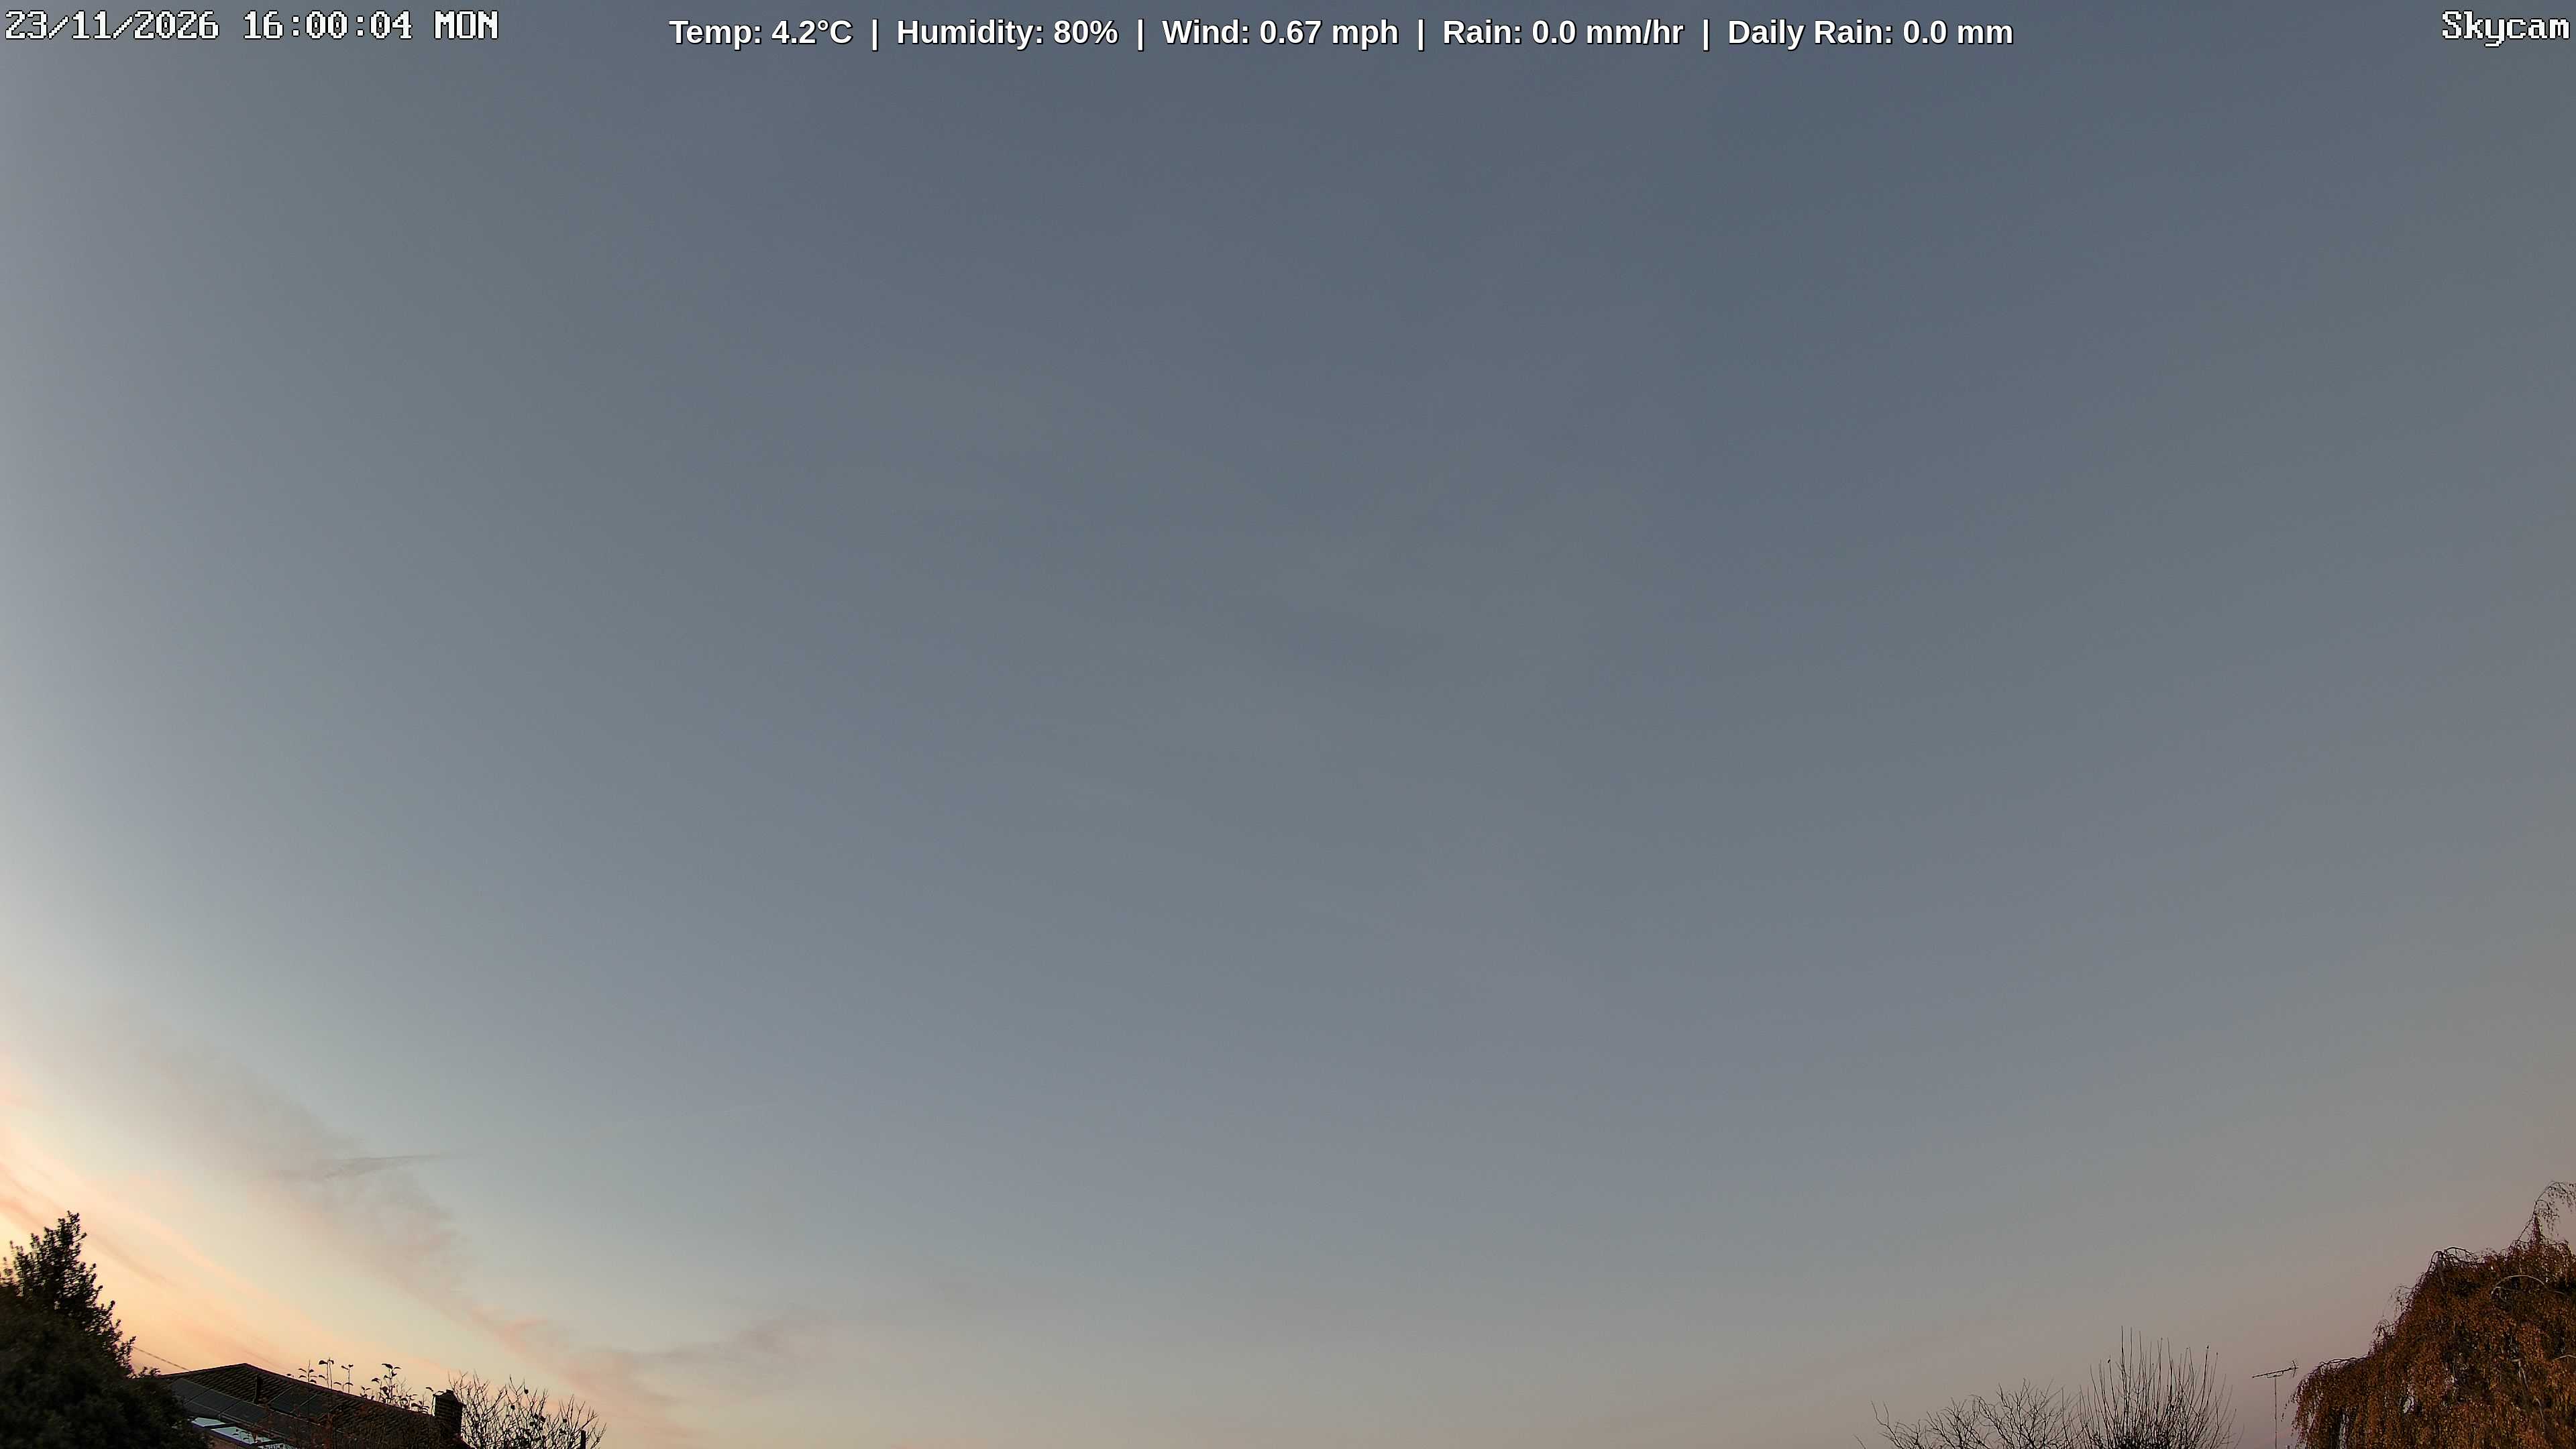 23/11/2026 16:00:04 MON
Temp: 4.2°C | Humidity: 80% | Wind: 0.67 mph | Rain: 0.0 mm/hr | Daily Rain: 0.0 mm
Skycam